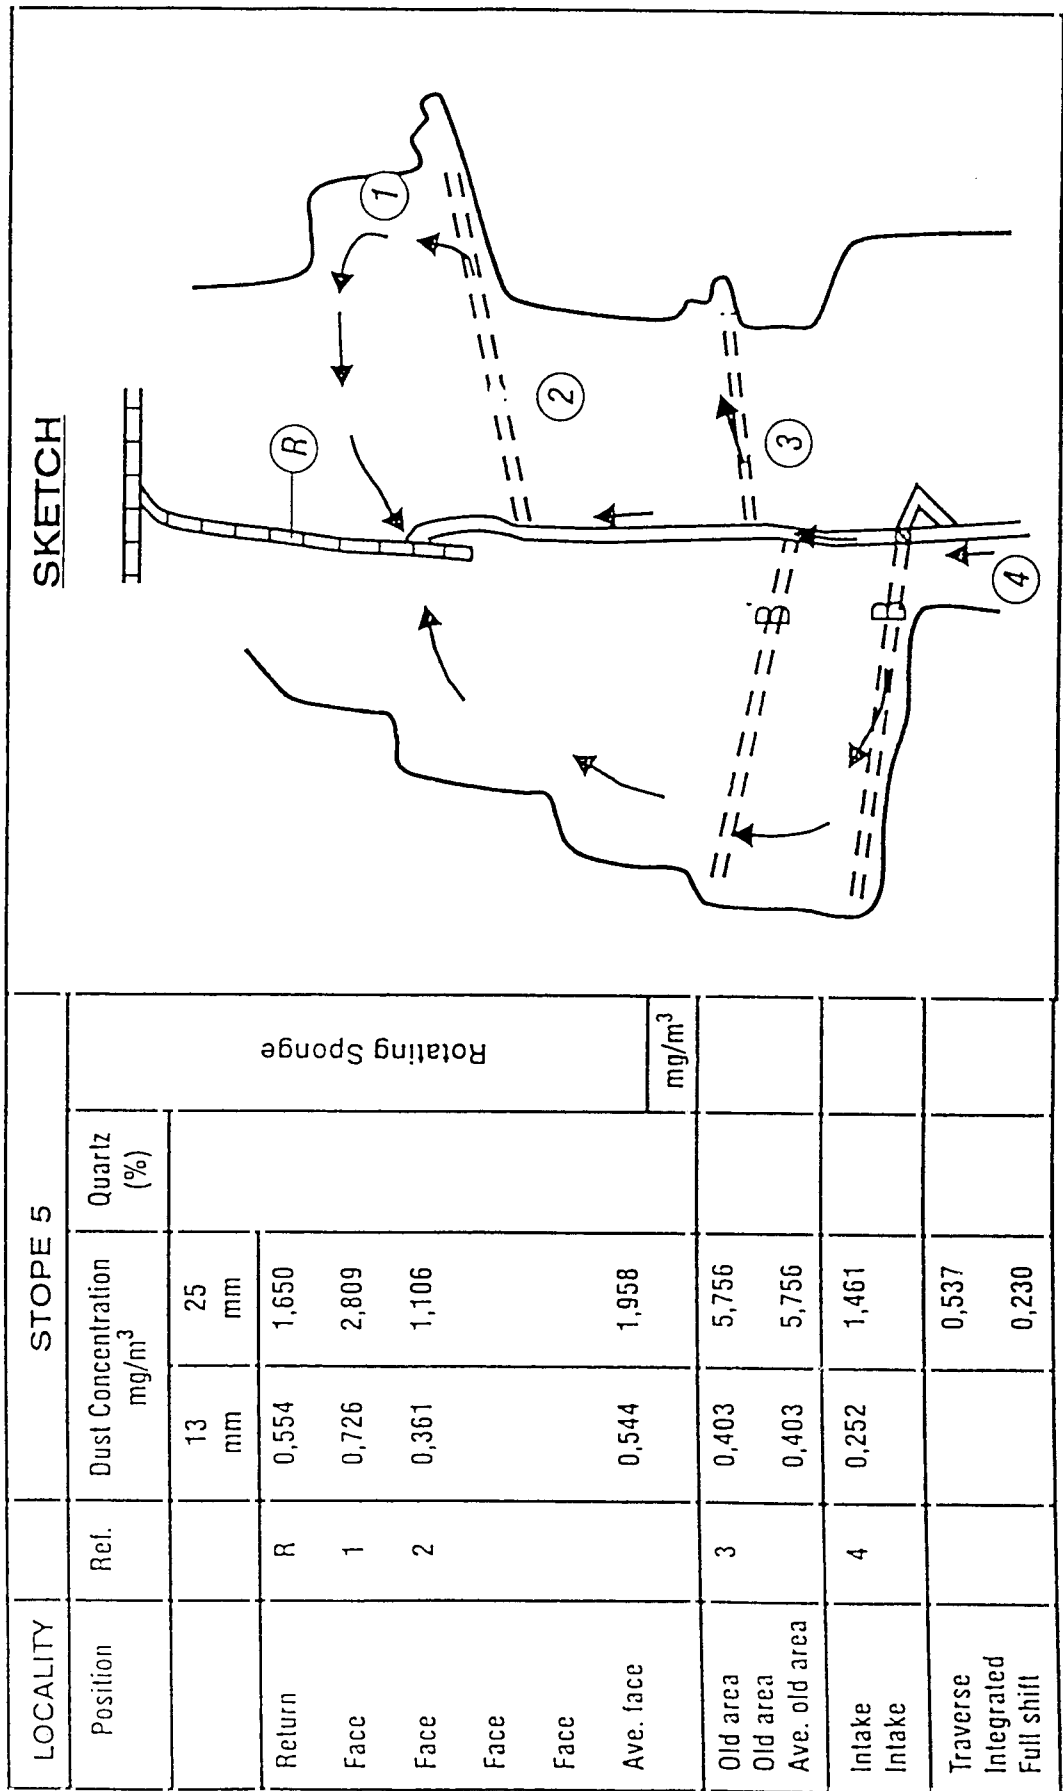 LOCALITY STOPE 5
Position Ref. Dust Concentration mg/m³ Quartz (%)
13 mm 25 mm
Return R 0,554 1,650
Face 1 0,726 2,809
Face 2 0,361 1,106
Face
Face
Ave. face 0,544 1,958
Rotating Sponge
mg/m³
Old area 3 0,403 5,756
Old area
Ave. old area 0,403 5,756
Intake 4 0,252 1,461
Intake
Traverse 0,537
Integrated
Full shift 0,230
SKETCH
R
1
2
3
B
B
4